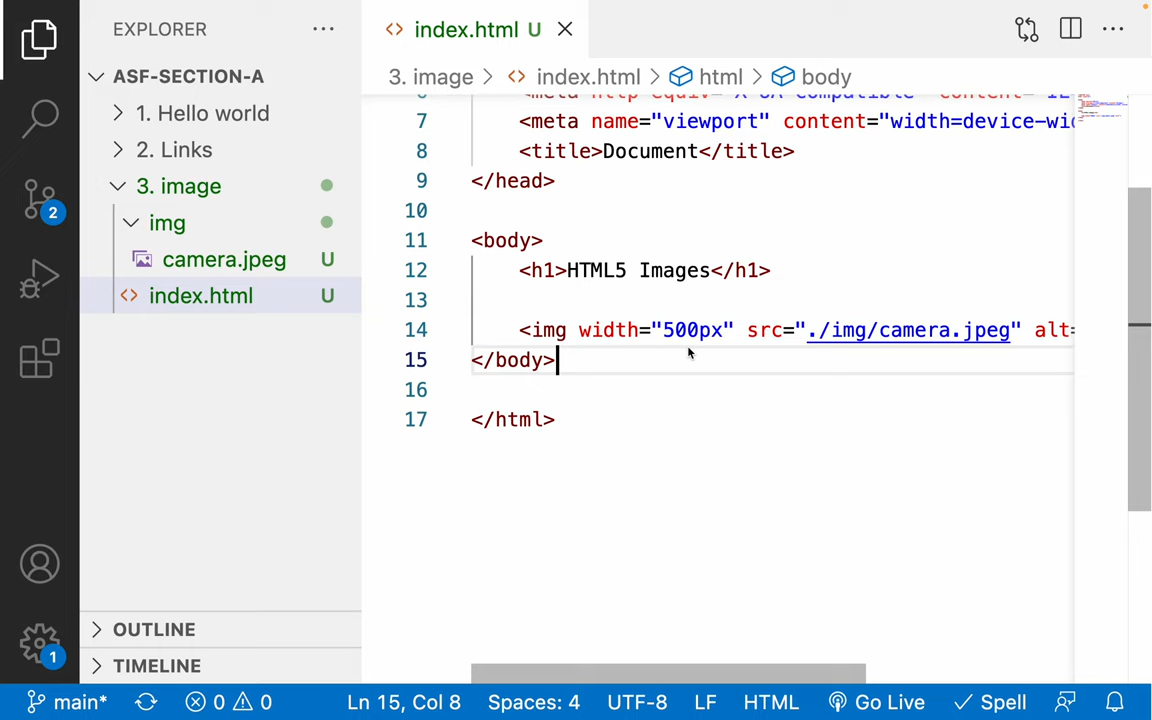 EXPLORER
ASF-SECTION-A
1. Hello world
2. Links
3. image
img
camera.jpeg U
index.html U
OUTLINE
TIMELINE
index.html U
3. image > index.html > html > body
7 <meta name="viewport" content="width=device-wid
8 <title>Document</title>
9 </head>
10
11 <body>
12 <h1>HTML5 Images</h1>
13
14 <img width="500px" src="./img/camera.jpeg" alt=
15 </body>
16
17 </html>
2
1
main* 0 0 Ln 15, Col 8 Spaces: 4 UTF-8 LF HTML Go Live Spell